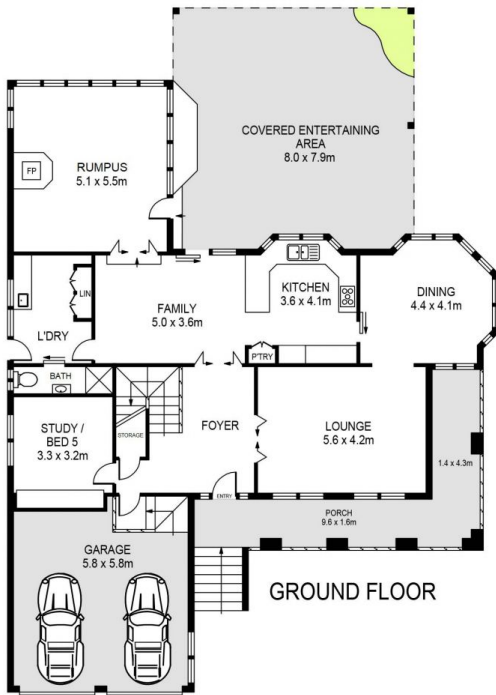 COVERED ENTERTAINING
AREA
8.0 x 7.9m
FP
RUMPUS
5.1 x 5.5m
LIN
L'DRY
FAMILY
5.0 x 3.6m
KITCHEN
3.6 x 4.1m
P'TRY
DINING
4.4 x 4.1m
BATH
STUDY /
BED 5
3.3 x 3.2m
STORAGE
FOYER
LOUNGE
5.6 x 4.2m
1.4 x 4.3m
ENTRY
PORCH
9.6 x 1.6m
GARAGE
5.8 x 5.8m
GROUND FLOOR